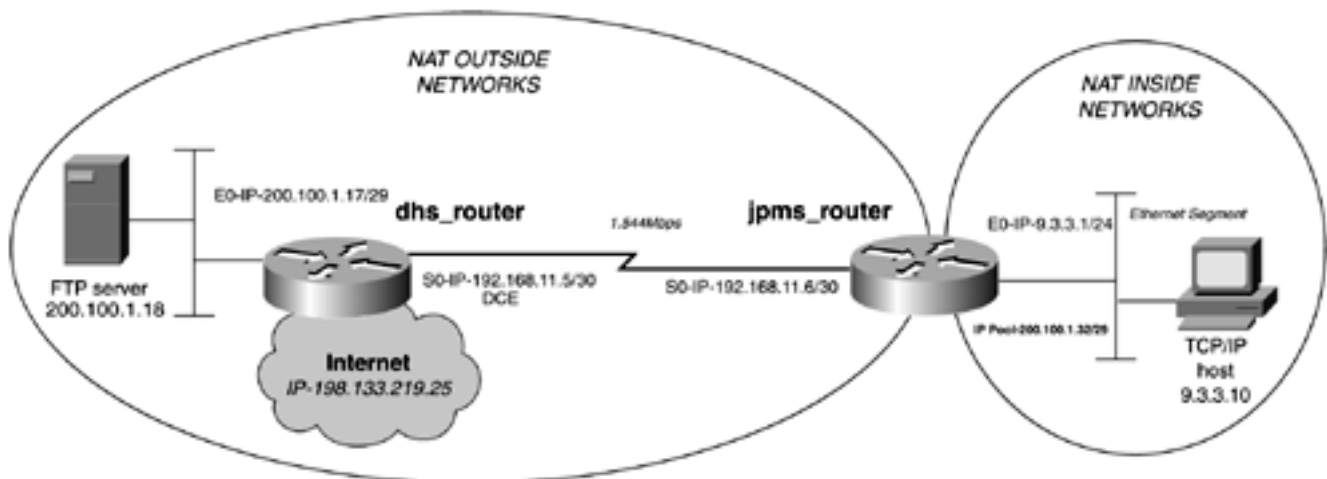 NAT OUTSIDE
NETWORKS
NAT INSIDE
NETWORKS
E0-IP-200.100.1.17/29
dhs_router
1.544Mbps
jpms_router
E0-IP-9.3.3.1/24
Ethernet Segment
FTP server
200.100.1.18
S0-IP-192.168.11.5/30
DCE
S0-IP-192.168.11.6/30
IP Pool-200.100.1.32/29
TCP/IP
host
9.3.3.10
Internet
IP-198.133.219.25